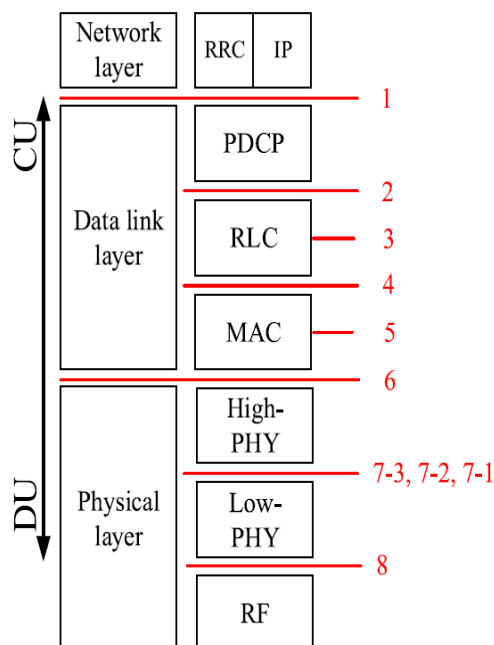 Network
layer
RRC
IP
1
CU
PDCP
2
Data link
layer
RLC
3
4
MAC
5
6
High-
PHY
7-3, 7-2, 7-1
DU
Physical
layer
Low-
PHY
8
RF